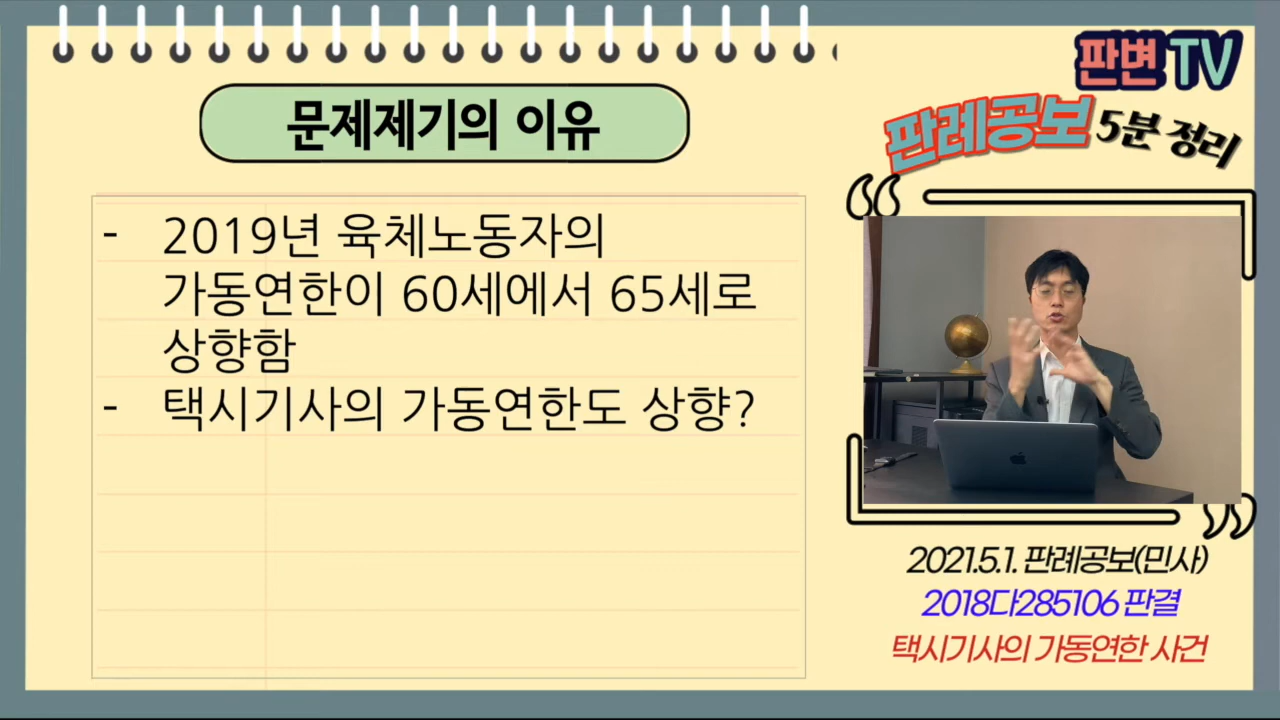 문제제기의 이유
- 2019년 육체노동자의
가동연한이 60세에서 65세로
상향함
- 택시기사의 가동연한도 상향?
판변 TV
판례공보 5분 정리
2021.5.1. 판례공보(민사)
2018다285106 판결
택시기사의 가동연한 사건